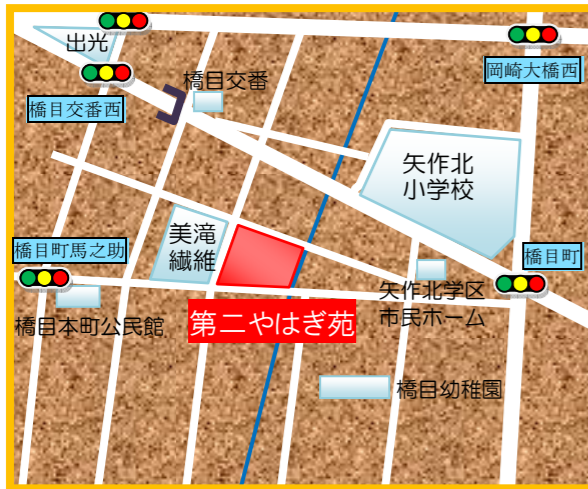 出光
岡崎大橋西
橋目交番
橋目交番西
矢作北
小学校
美滝
繊維
橋目町馬之助
橋目町
矢作北学区
市民ホーム
橋目本町公民館
第二やはぎ苑
橋目幼稚園